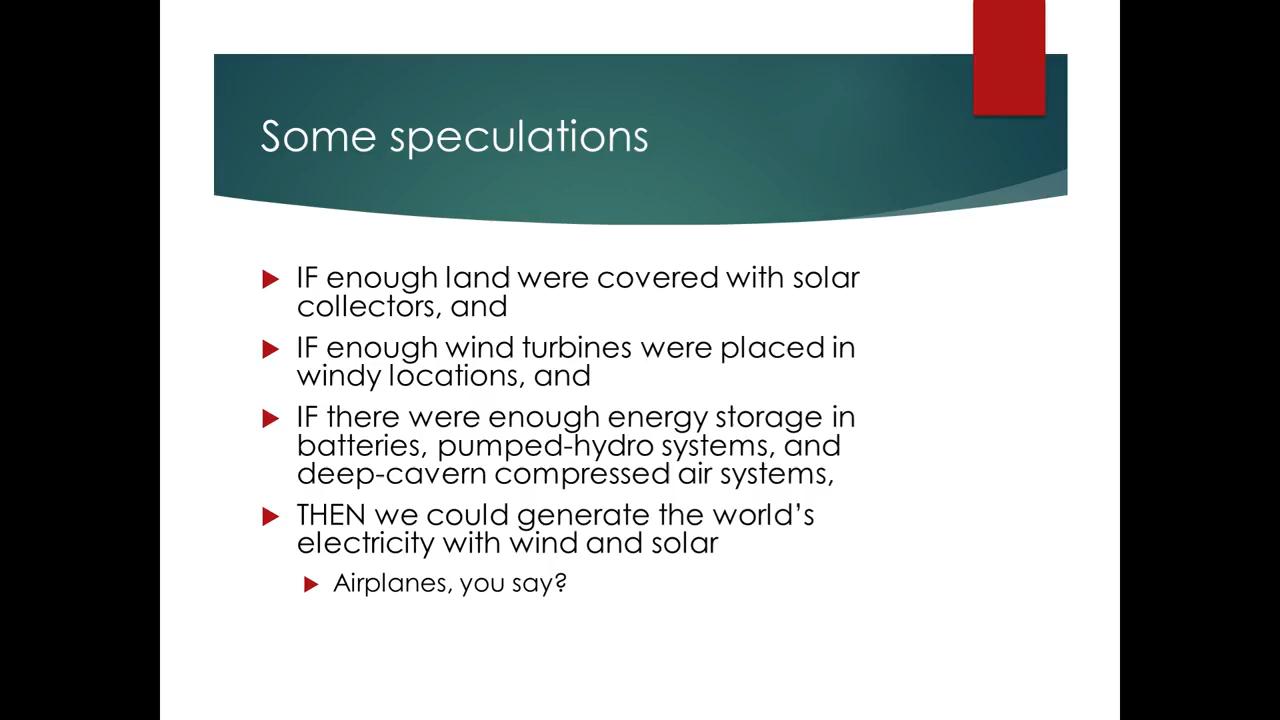 Some speculations
IF enough land were covered with solar
collectors, and
IF enough wind turbines were placed in
windy locations, and
IF there were enough energy storage in
batteries, pumped-hydro systems, and
deep-cavern compressed air systems,
THEN we could generate the world’s
electricity with wind and solar
Airplanes, you say?